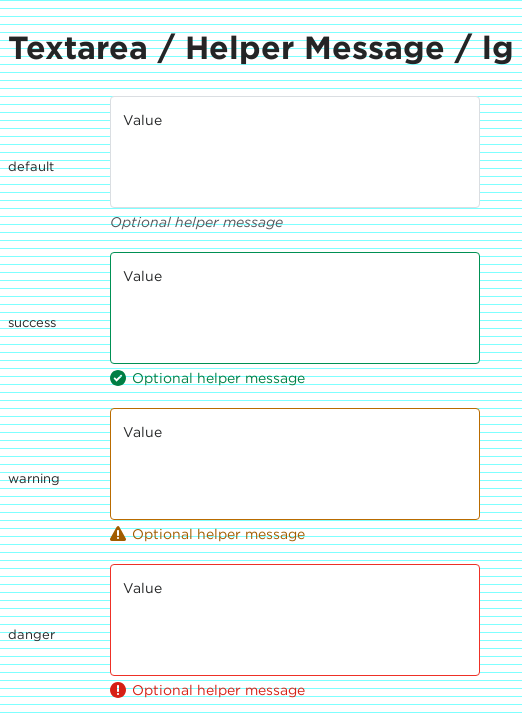 Textarea / Helper Message / lg
Value
default
Optional helper message
Value
success
Optional helper message
Value
warning
Optional helper message
Value
danger
Optional helper message